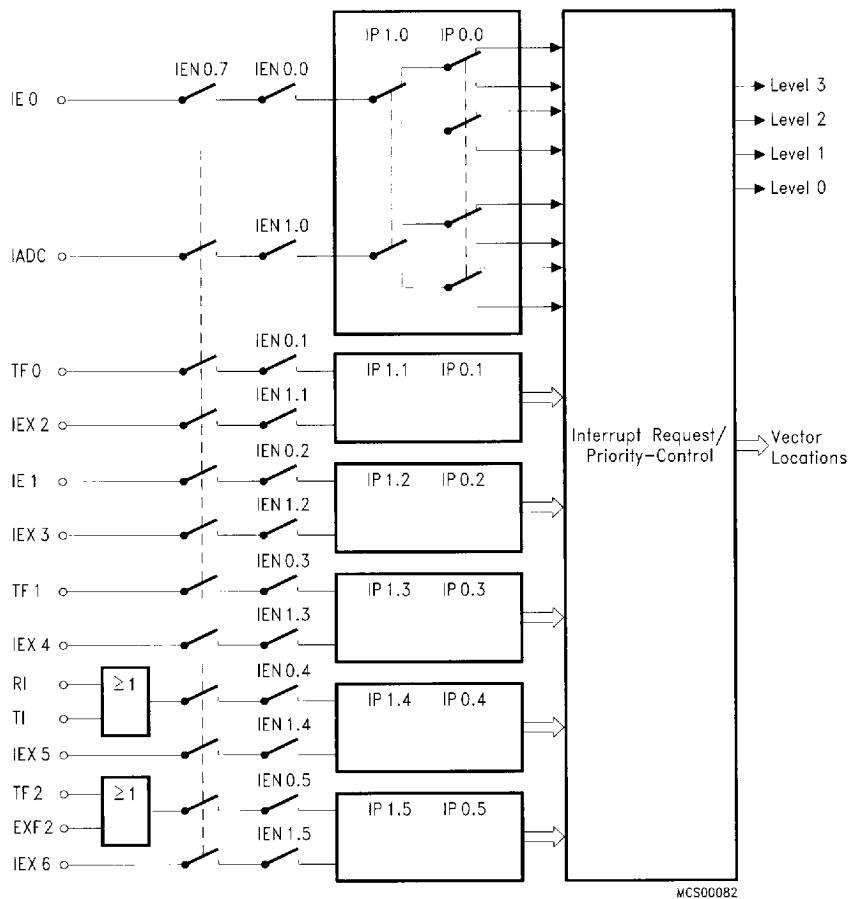 IP 1.0 IP 0.0
IEN 0.7 IEN 0.0
IE 0
Level 3
Level 2
Level 1
Level 0
IEN 1.0
IADC
IEN 0.1
TF 0
IP 1.1 IP 0.1
IEN 1.1
IEX 2
Interrupt Request/
Priority-Control
Vector
Locations
IEN 0.2
IE 1
IP 1.2 IP 0.2
IEN 1.2
IEX 3
IEN 0.3
TF 1
IP 1.3 IP 0.3
IEN 1.3
IEX 4
IEN 0.4
RI
≥1
TI
IP 1.4 IP 0.4
IEN 1.4
IEX 5
IEN 0.5
TF 2
≥1
EXF 2
IP 1.5 IP 0.5
IEN 1.5
IEX 6
MCS00082